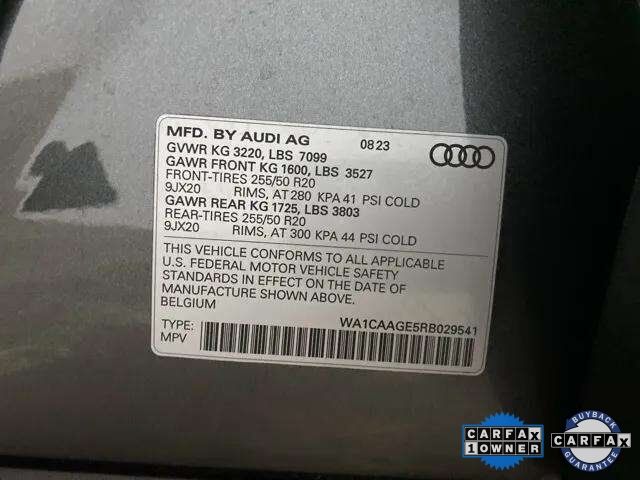 MFD. BY AUDI AG 08 23
GVWR KG 3220, LBS 7099
GAWR FRONT KG 1600, LBS 3527
FRONT-TIRES 255/50 R20
9JX20 RIMS, AT 280 KPA 41 PSI COLD
GAWR REAR KG 1725, LBS 3803
REAR-TIRES 255/50 R20
9JX20 RIMS, AT 300 KPA 44 PSI COLD
THIS VEHICLE CONFORMS TO ALL APPLICABLE
U.S. FEDERAL MOTOR VEHICLE SAFETY
STANDARDS IN EFFECT ON THE DATE OF
MANUFACTURE SHOWN ABOVE.
BELGIUM
WA1CAAGE5RB029541
TYPE:
MPV
CARFAX
1 OWNER
BUYBACK
CARFAX
GUARANTEE